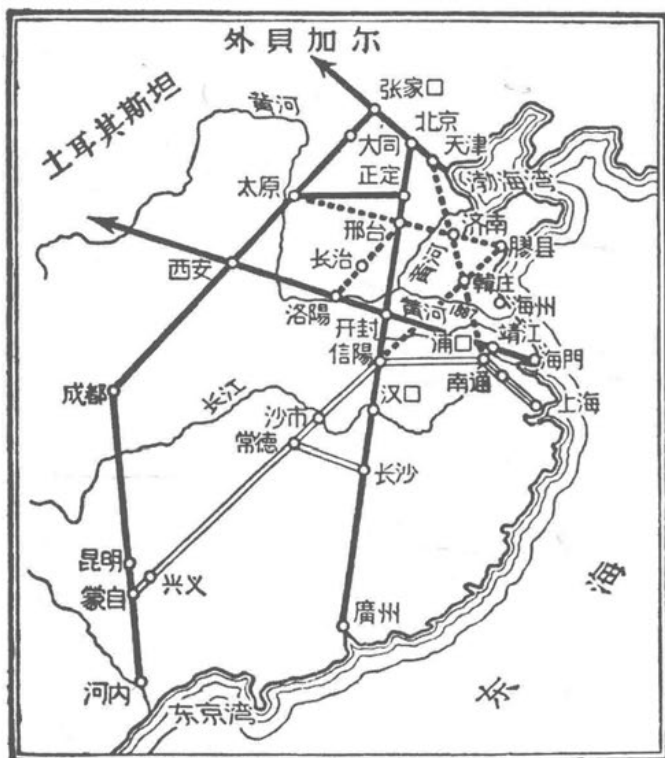 外貝加尔
张家口
黄河
北京
土耳其斯坦
大同
天津
渤海湾
太原
正定
邢台
济南
膠县
长治
黄河
西安
韓庄
海州
洛陽
黄河
开封
浦口
靖江
信陽
海門
南通
成都
长江
汉口
上海
沙市
常德
长沙
昆明
兴义
蒙自
海
廣州
东
河内
东京湾